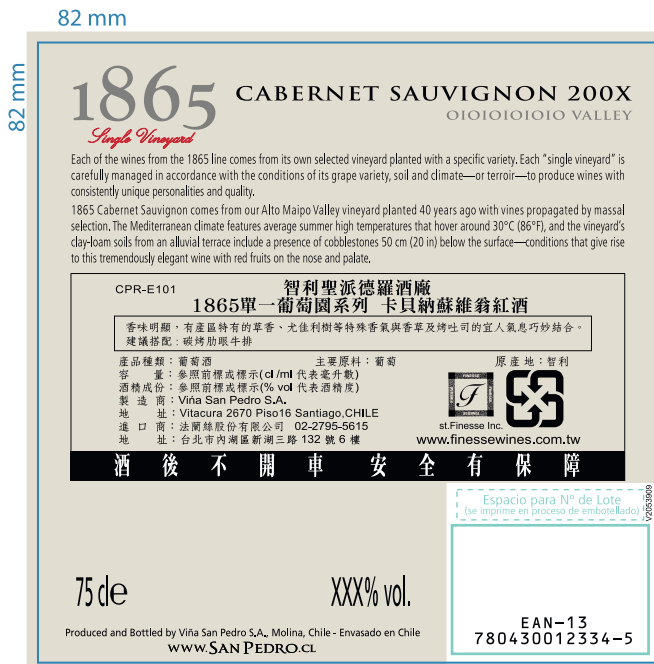 82 mm
82 mm
1865
Single Vineyard
CABERNET SAUVIGNON 200X
OIOIOIOIOIO VALLEY
Each of the wines from the 1865 line comes from its own selected vineyard planted with a specific variety. Each "single vineyard" is
carefully managed in accordance with the conditions of its grape variety, soil and climate—or terroir—to produce wines with
consistently unique personalities and quality.
1865 Cabernet Sauvignon comes from our Alto Maipo Valley vineyard planted 40 years ago with vines propagated by massal
selection. The Mediterranean climate features average summer high temperatures that hover around 30°C (86°F), and the vineyard's
clay-loam soils from an alluvial terrace include a presence of cobblestones 50 cm (20 in) below the surface—conditions that give rise
to this tremendously elegant wine with red fruits on the nose and palate.
CPR-E101
智利聖派德羅酒廠
1865單一葡萄園系列 卡貝納蘇維翁紅酒
香味明顯，有產區特有的草香、尤佳利樹等特殊香氣與香草及烤吐司的宜人氣息巧妙結合。
建議搭配：碳烤肋眼牛排
產品種類：葡萄酒 主要原料：葡萄 原產地：智利
容 量：參照前標或標示(cl /ml 代表毫升數)
酒精成份：參照前標或標示(% vol 代表酒精度)
製 造 商：Viña San Pedro S.A.
地 址：Vitacura 2670 Piso16 Santiago,CHILE
進 口 商：法蘭絲股份有限公司 02-2795-5615
地 址：台北市內湖區新湖三路 132 號 6 樓
FINESSE
F
st.Finesse Inc.
www.finessewines.com.tw
酒後不開車 安全有保障
Espacio para Nº de Lote
(se imprime en proceso de embotellado)
V2053909
75 cle
XXX% vol.
EAN-13
780430012334-5
Produced and Bottled by Viña San Pedro S.A., Molina, Chile - Envasado en Chile
WWW.SAN PEDRO.CL